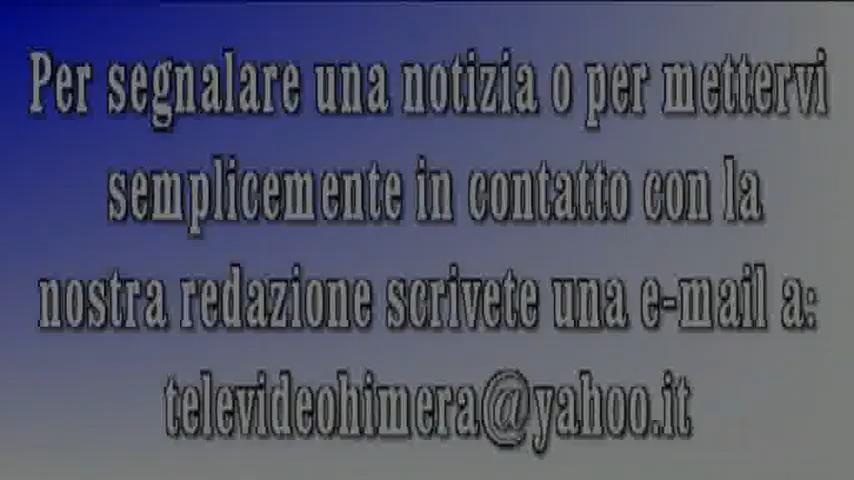 Per segnalare una notizia o per mettervi
semplicemente in contatto con la
nostra redazione scrivete una e-mail a:
televideohimera@yahoo.it